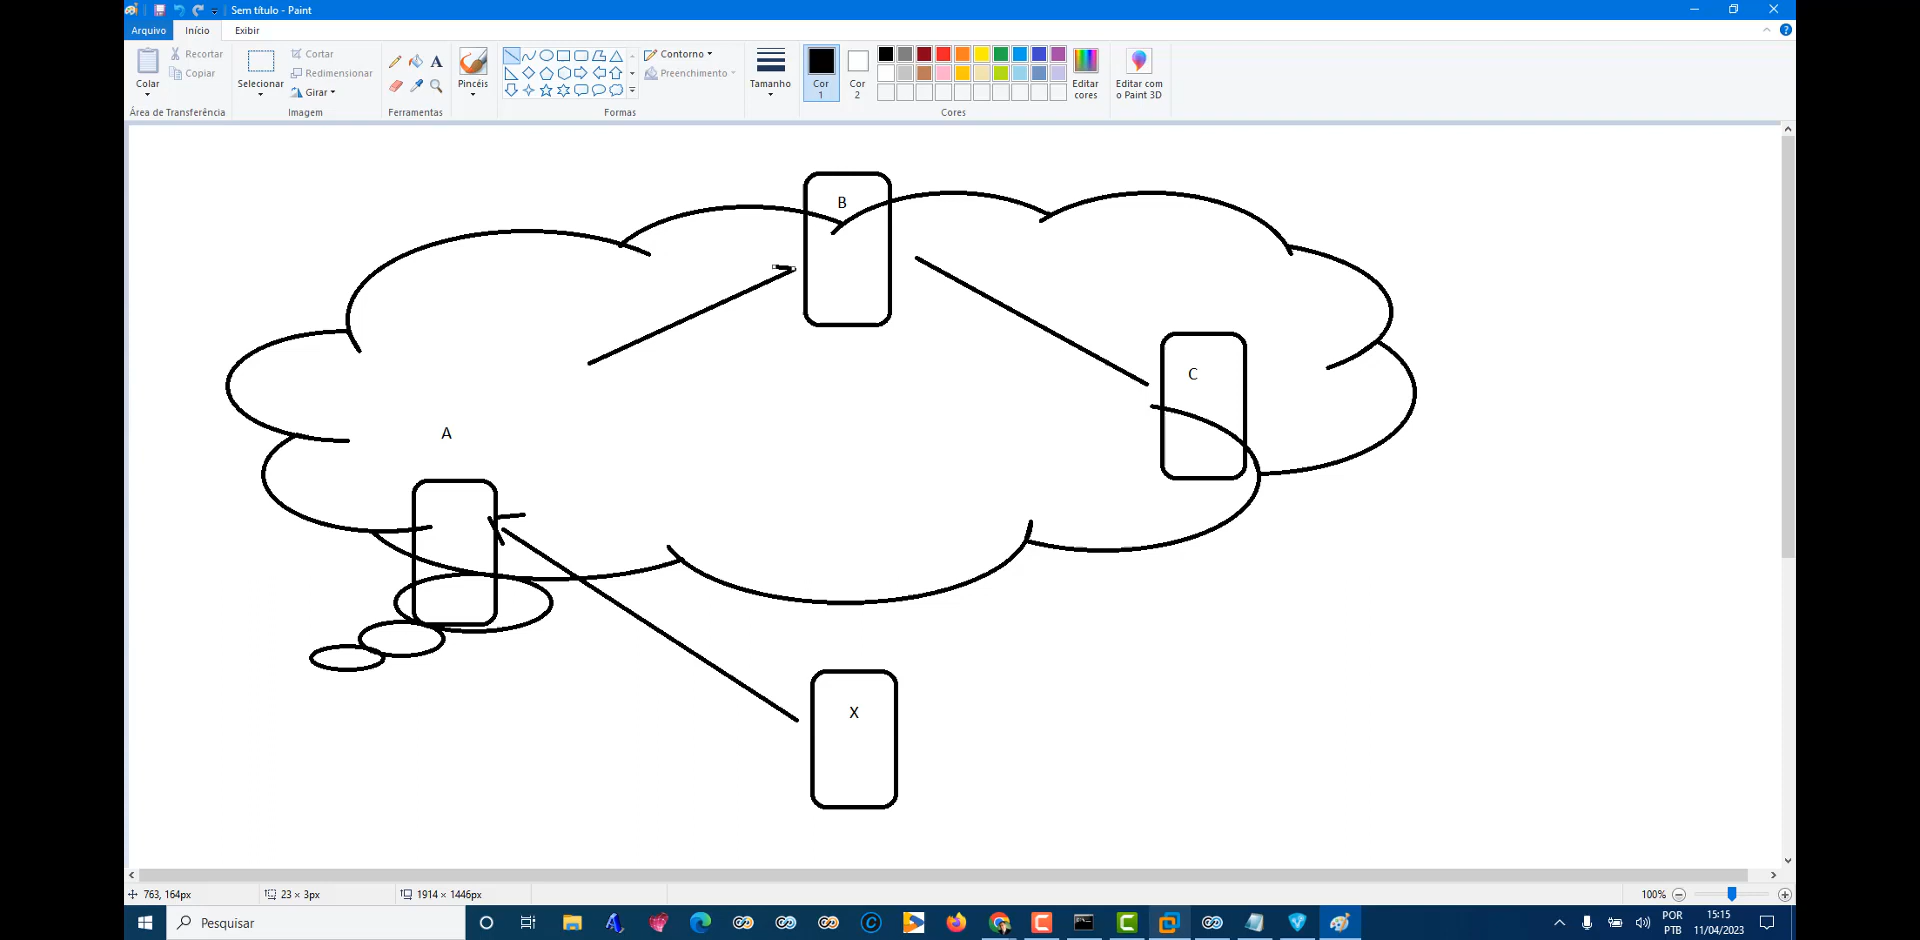 Sem título - Paint
Arquivo Início Exibir
Colar
Recortar
Copiar
Área de Transferência
Selecionar
Cortar
Redimensionar
Girar
Imagem
A
Ferramentas
Pincéis
Contorno
Preenchimento
Formas
Tamanho
Cor
1
Cor
2
Editar
cores
Cores
Editar com
o Paint 3D
B
C
A
X
763, 164px 23 × 3px 1914 × 1446px 100%
Pesquisar
POR
PTB
15:15
11/04/2023